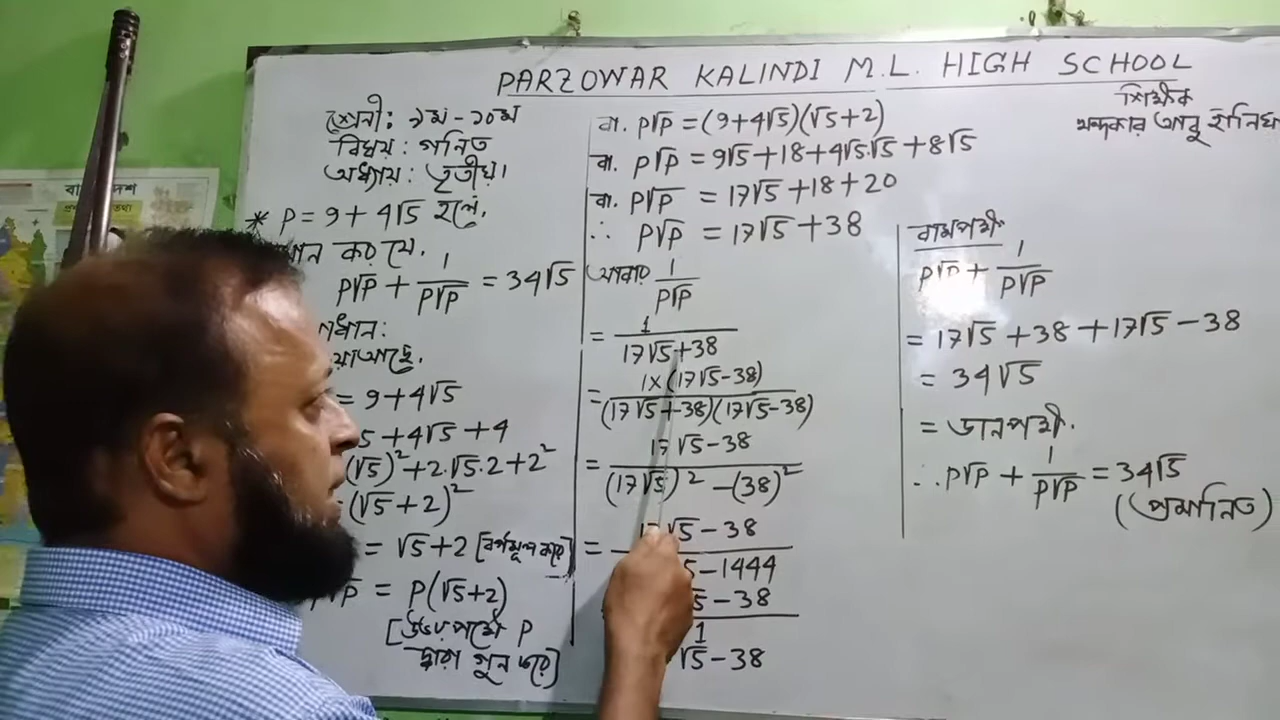 PARZOWAR KALINDI M.L. HIGH SCHOOL
শিক্ষক
খন্দকার আবু হানিফ
শ্রেনী: ৯ম - ১০ম
বিষয়: গনিত
অধ্যায়: তৃতীয়।
* P = 9 + 4√5 হলে,
কর যে,
P√P + 1/P√P = 34√5
= 9 + 4√5
5 + 4√5 + 4
(√5)² + 2.√5.2 + 2²
= (√5 + 2)²
= √5 + 2 [বর্গমূল করে]
= P(√5+2)
[উভয় পক্ষে P
দ্বারা গুন করে]
বা. P√P = (9+4√5)(√5+2)
বা. P√P = 9√5 + 18 + 4√5.√5 + 8√5
বা. P√P = 17√5 + 18 + 20
∴ P√P = 17√5 + 38
আবার 1/P√P
= 1/17√5+38
= 1×(17√5-38)/(17√5+38)(17√5-38)
= 17√5-38/(17√5)² - (38)²
= 17√5 - 38
5 - 1444
5 - 38
1
√5 - 38
বামপক্ষ
P√P + 1/P√P
= 17√5 + 38 + 17√5 - 38
= 34√5
= ডানপক্ষ.
∴ P√P + 1/P√P = 34√5
(প্রমানিত)